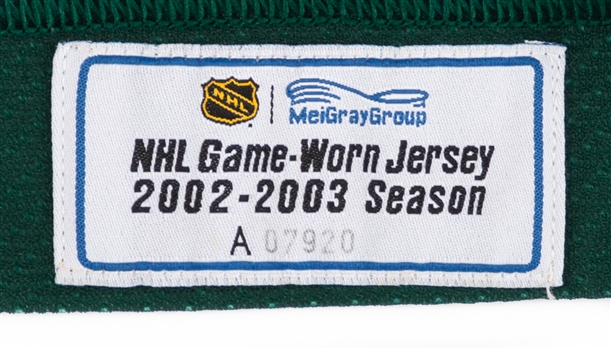 NHL MeiGrayGroup
NHL Game-Worn Jersey
2002-2003 Season
A 07920